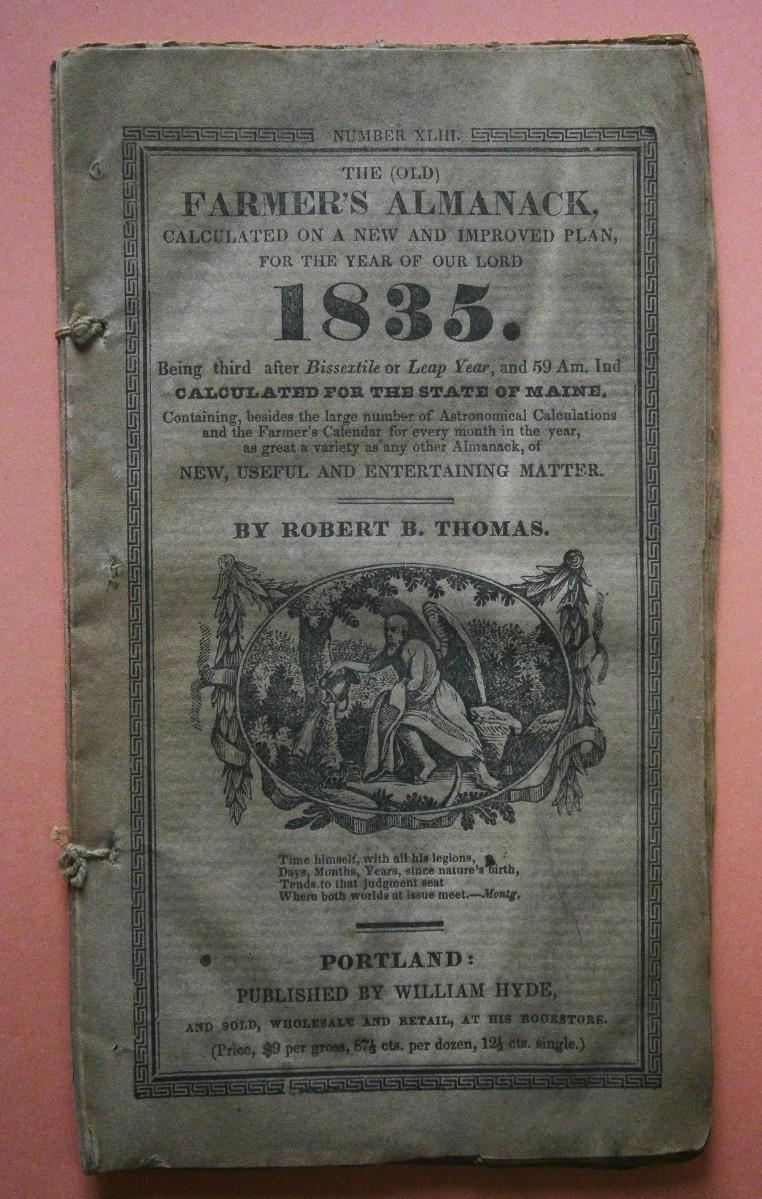 NUMBER XLIII.
THE (OLD)
FARMER'S ALMANACK,
CALCULATED ON A NEW AND IMPROVED PLAN,
FOR THE YEAR OF OUR LORD
1835.
Being third after Bissextile or Leap Year, and 59 Am. Ind
CALCULATED FOR THE STATE OF MAINE.
Containing, besides the large number of Astronomical Calculations
and the Farmer's Calendar for every month in the year,
as great a variety as any other Almanack, of
NEW, USEFUL AND ENTERTAINING MATTER.
BY ROBERT B. THOMAS.
Time himself, with all his legions,
Days, Months, Years, since nature's birth,
Tends to that judgment seat
Where both worlds at issue meet.—Montg.
PORTLAND:
PUBLISHED BY WILLIAM HYDE,
AND SOLD, WHOLESALE AND RETAIL, AT HIS BOOKSTORE.
(Price, $9 per gross, 87½ cts. per dozen, 12½ cts. single.)